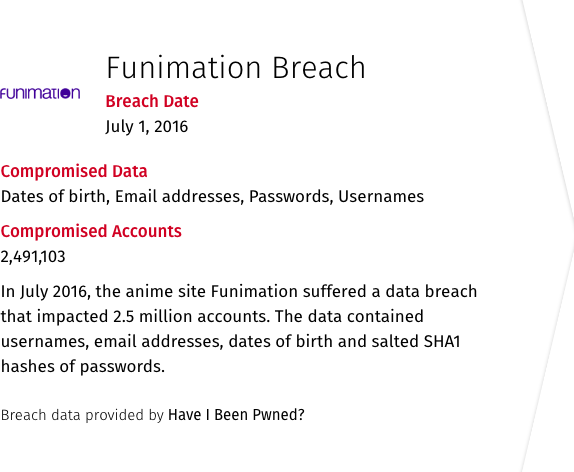 Funimation Breach
funimation
Breach Date
July 1, 2016
Compromised Data
Dates of birth, Email addresses, Passwords, Usernames
Compromised Accounts
2,491,103
In July 2016, the anime site Funimation suffered a data breach
that impacted 2.5 million accounts. The data contained
usernames, email addresses, dates of birth and salted SHA1
hashes of passwords.
Breach data provided by Have I Been Pwned?